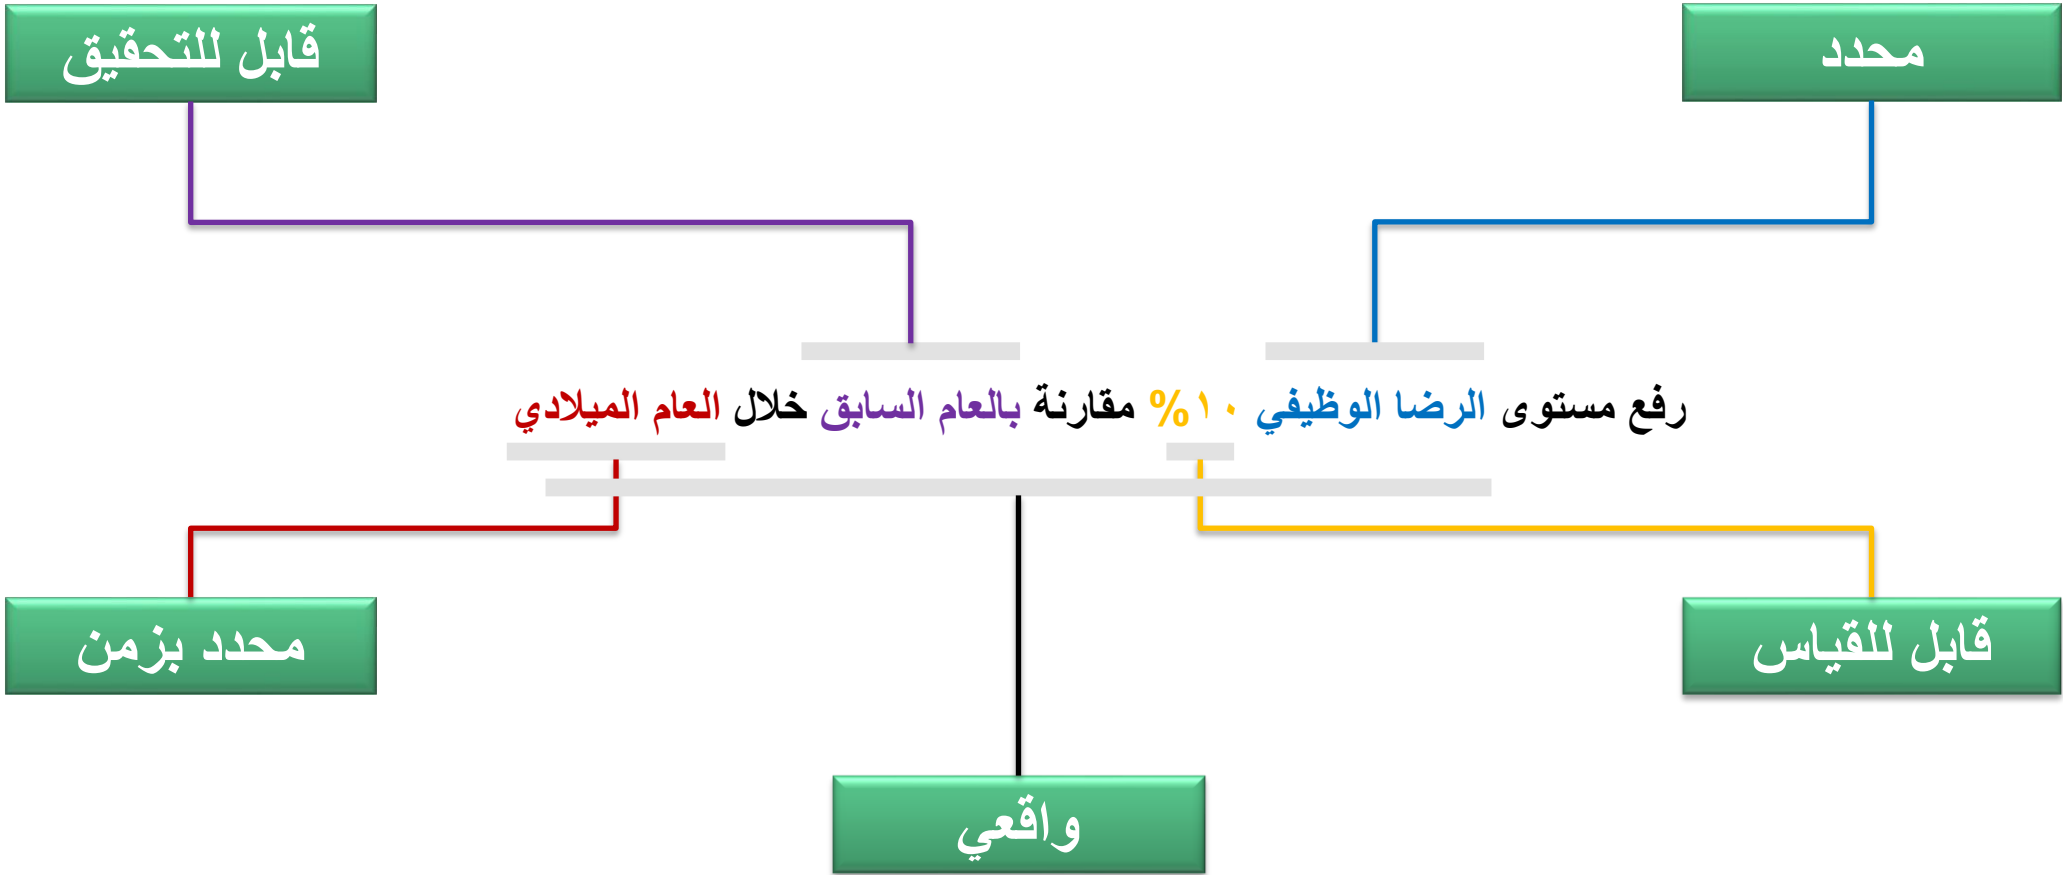 محدد
قابل للتحقيق
رفع مستوى الرضا الوظيفي ١٠% مقارنة بالعام السابق خلال العام الميلادي
قابل للقياس
محدد بزمن
واقعي